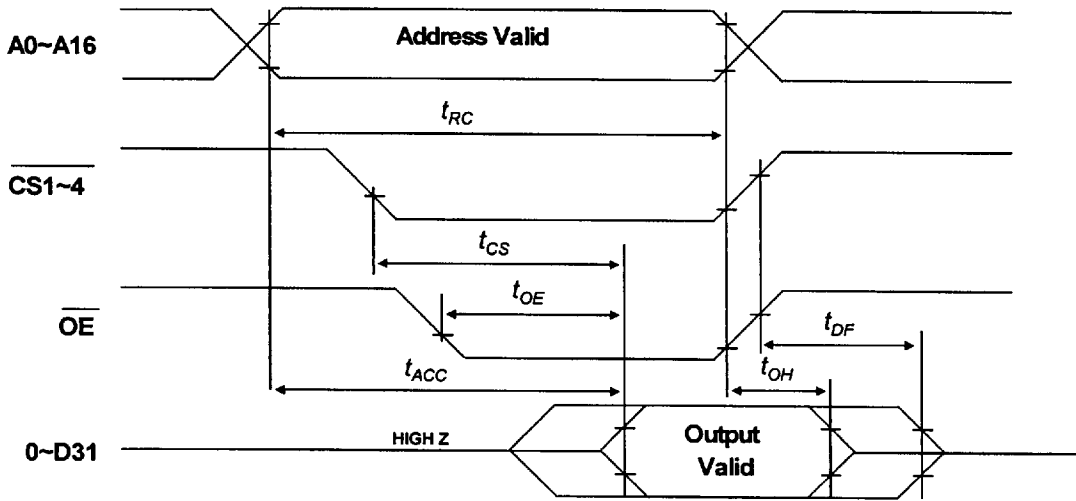 A0~A16
Address Valid
tRC
CS1~4
tCS
OE
tOE
tDF
tACC
tOH
0~D31
HIGH Z
Output
Valid